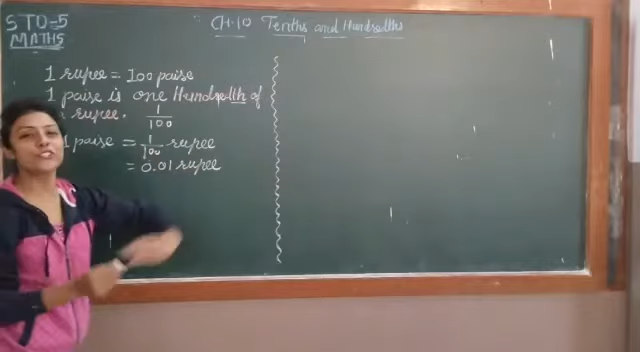 STD-5
MATHS
CH-10 Tenths and Hundredths
1 rupee = 100 paise
1 paise is one Hundredth of
rupee. 1/100
1 paise = 1/100 rupee
= 0.01 rupee